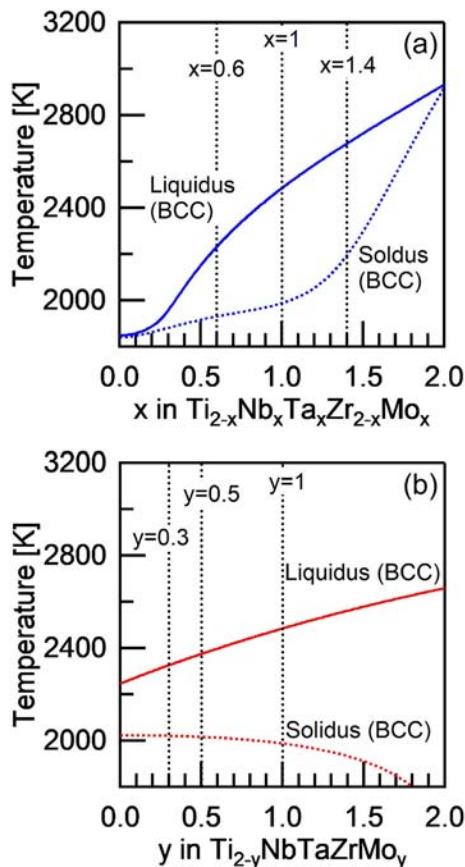 3200
(a)
x=1
x=0.6
x=1.4
2800
Liquidus
(BCC)
2400
Soldus
(BCC)
2000
Temperature [K]
0.0 0.5 1.0 1.5 2.0
x in Ti2-xNbxTaxZr2-xMox
3200
(b)
y=1
y=0.5
y=0.3
2800
Liquidus (BCC)
2400
Solidus (BCC)
2000
Temperature [K]
0.0 0.5 1.0 1.5 2.0
y in Ti2-yNbTaZrMoy